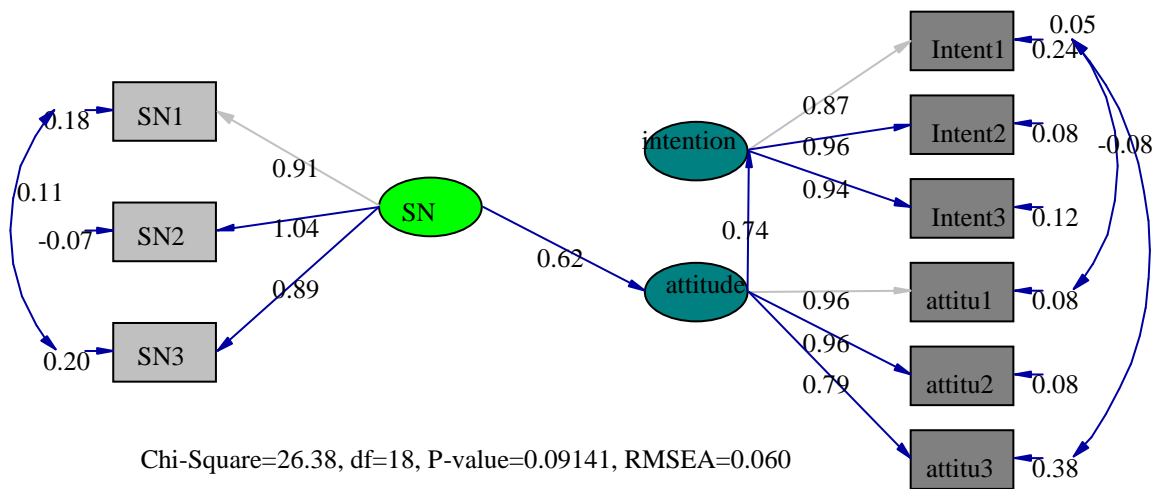 0.05
Intent1
0.24
0.87
SN1
0.18
Intent2
0.08
0.96
intention
-0.08
0.91
0.94
0.11
SN
Intent3
0.12
SN2
-0.07
1.04
0.74
0.62
0.89
attitude
0.96
attitu1
0.08
0.96
SN3
0.20
attitu2
0.08
0.79
attitu3
0.38
Chi-Square=26.38, df=18, P-value=0.09141, RMSEA=0.060